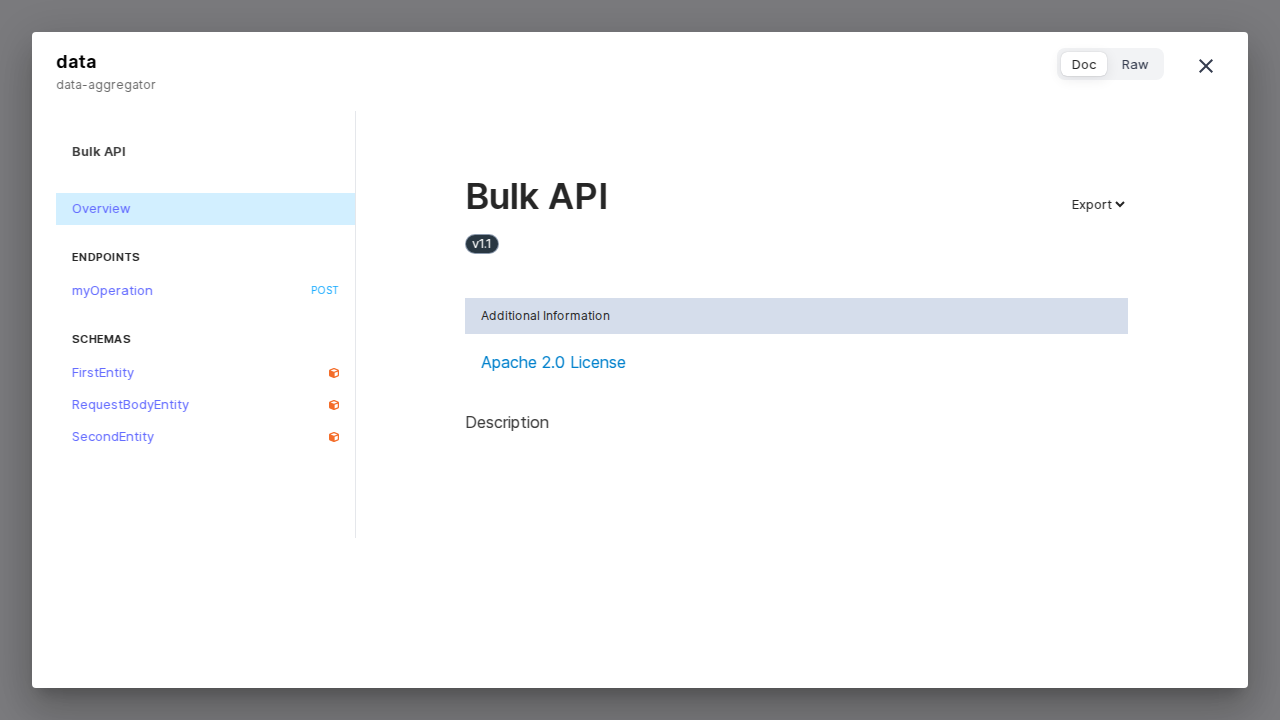 data
data-aggregator
Doc
Raw
Bulk API
Overview
ENDPOINTS
myOperation
POST
SCHEMAS
FirstEntity
RequestBodyEntity
SecondEntity
Bulk API
Export
v1.1
Additional Information
Apache 2.0 License
Description